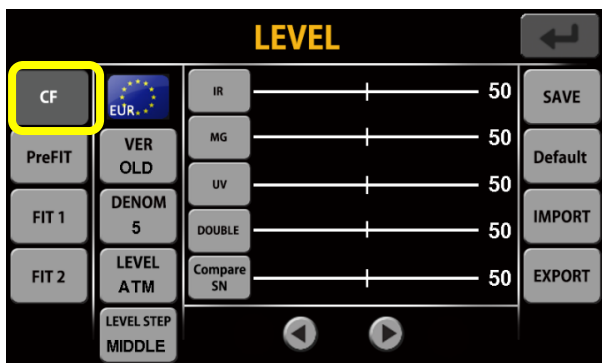 LEVEL
CF
PreFIT
FIT 1
FIT 2
EUR
VER
OLD
DENOM
5
LEVEL
ATM
LEVEL STEP
MIDDLE
IR 50
MG 50
UV 50
DOUBLE 50
Compare
SN 50
SAVE
Default
IMPORT
EXPORT